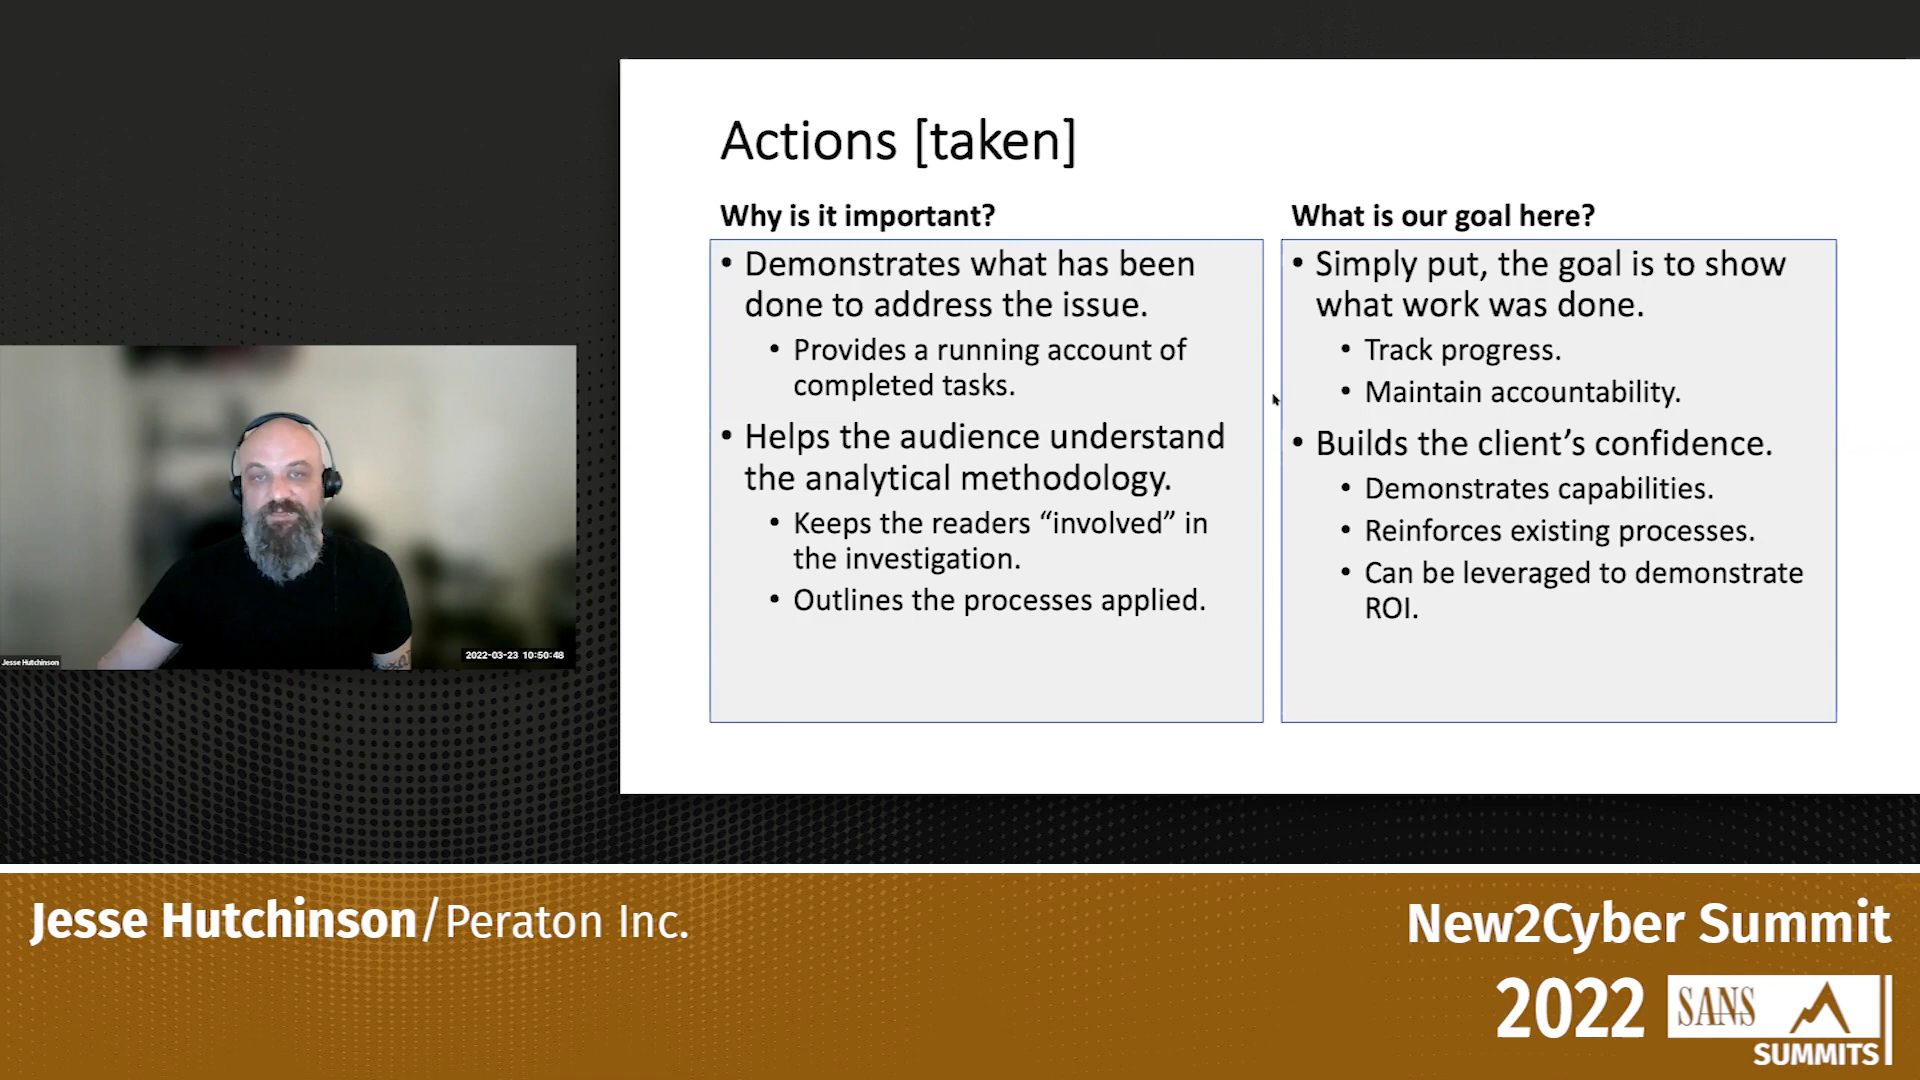 Actions [taken]
Why is it important?
• Demonstrates what has been
done to address the issue.
• Provides a running account of
completed tasks.
• Helps the audience understand
the analytical methodology.
• Keeps the readers “involved” in
the investigation.
• Outlines the processes applied.
What is our goal here?
• Simply put, the goal is to show
what work was done.
• Track progress.
• Maintain accountability.
• Builds the client’s confidence.
• Demonstrates capabilities.
• Reinforces existing processes.
• Can be leveraged to demonstrate
ROI.
Jesse Hutchinson
2022-03-23 10:50:48
Jesse Hutchinson/Peraton Inc.
New2Cyber Summit
2022
SANS
SUMMITS